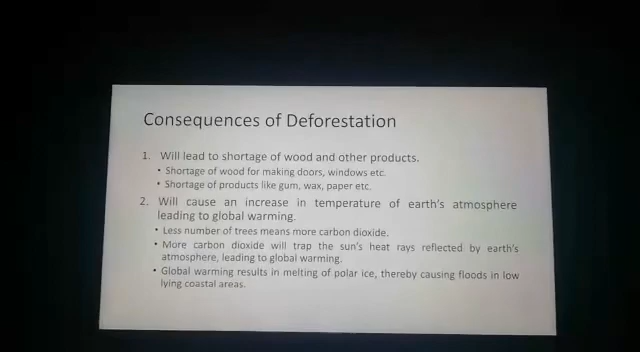 Consequences of Deforestation
1. Will lead to shortage of wood and other products.
• Shortage of wood for making doors, windows etc.
• Shortage of products like gum, wax, paper etc.
2. Will cause an increase in temperature of earth's atmosphere
leading to global warming.
• Less number of trees means more carbon dioxide.
• More carbon dioxide will trap the sun's heat rays reflected by earth's
atmosphere, leading to global warming.
• Global warming results in melting of polar ice, thereby causing floods in low
lying coastal areas.